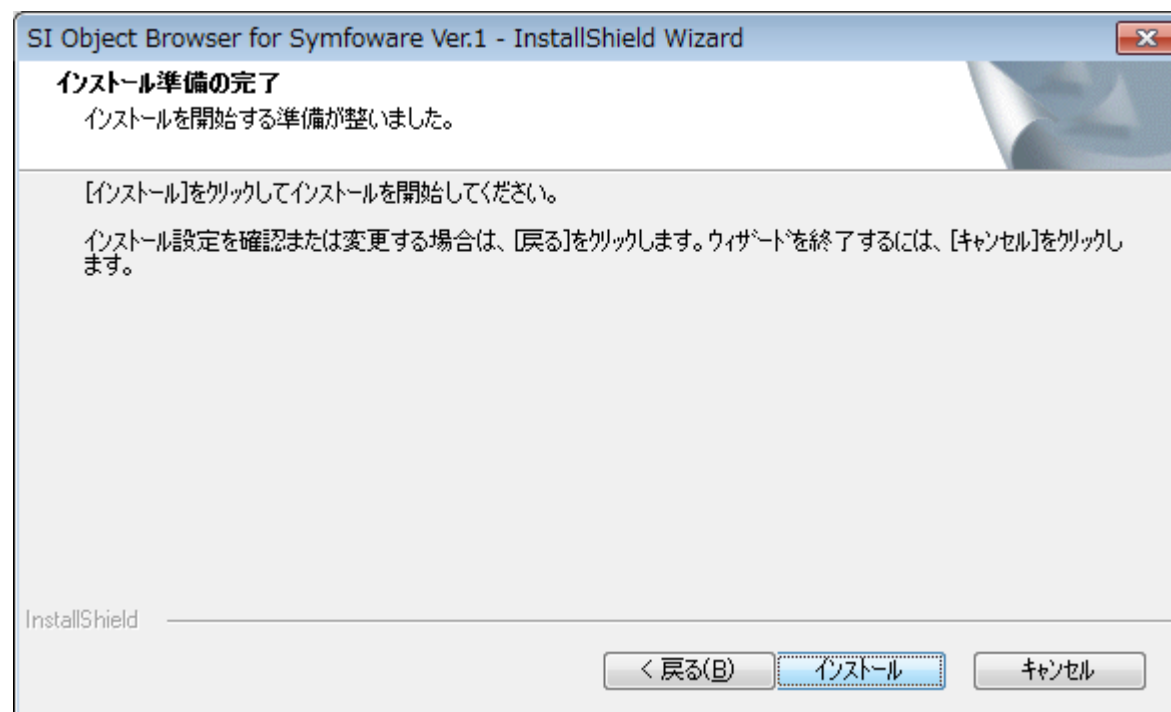 SI Object Browser for Symfoware Ver.1 - InstallShield Wizard
インストール準備の完了
インストールを開始する準備が整いました。
[インストール]をクリックしてインストールを開始してください。
インストール設定を確認または変更する場合は、[戻る]をクリックします。ウィザードを終了するには、[キャンセル]をクリックし
ます。
InstallShield
< 戻る(B)
インストール
キャンセル